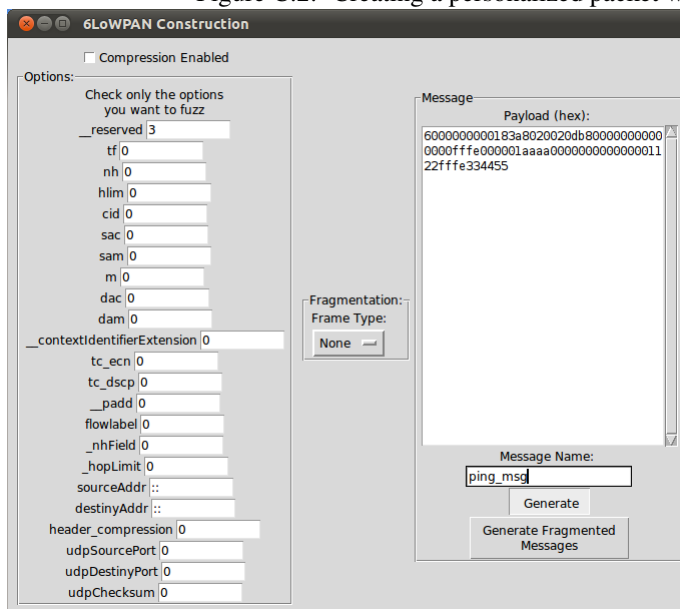 Figure C.2: Creating a personalized packet
6LoWPAN Construction
Compression Enabled
Options:
Check only the options
you want to fuzz
__reserved 3
tf 0
nh 0
hlim 0
cid 0
sac 0
sam 0
m 0
dac 0
dam 0
__contextIdentifierExtension 0
tc_ecn 0
tc_dscp 0
__padd 0
flowlabel 0
_nhField 0
_hopLimit 0
sourceAddr ::
destinyAddr ::
header_compression 0
udpSourcePort 0
udpDestinyPort 0
udpChecksum 0
Fragmentation:
Frame Type:
None
Message
Payload (hex):
6000000000183a8020020db80000000000
0000fffe000001aaaa0000000000000011
22fffe334455
Message Name:
ping_msg
Generate
Generate Fragmented
Messages